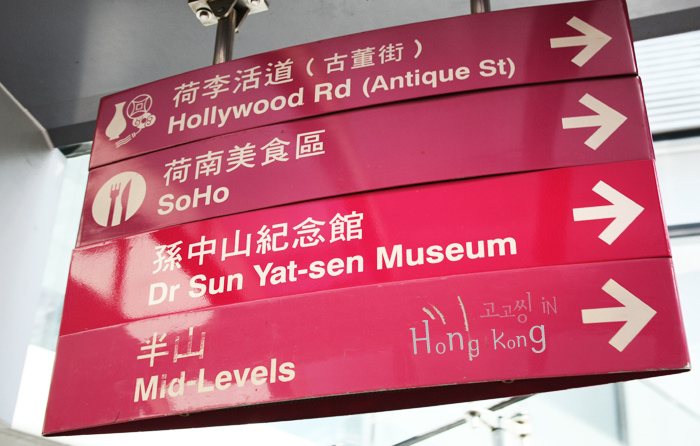 荷李活道（古董街）
Hollywood Rd (Antique St)
荷南美食區
SoHo
孫中山紀念館
Dr Sun Yat-sen Museum
半山
Mid-Levels
고고씽 iN
Hong Kong